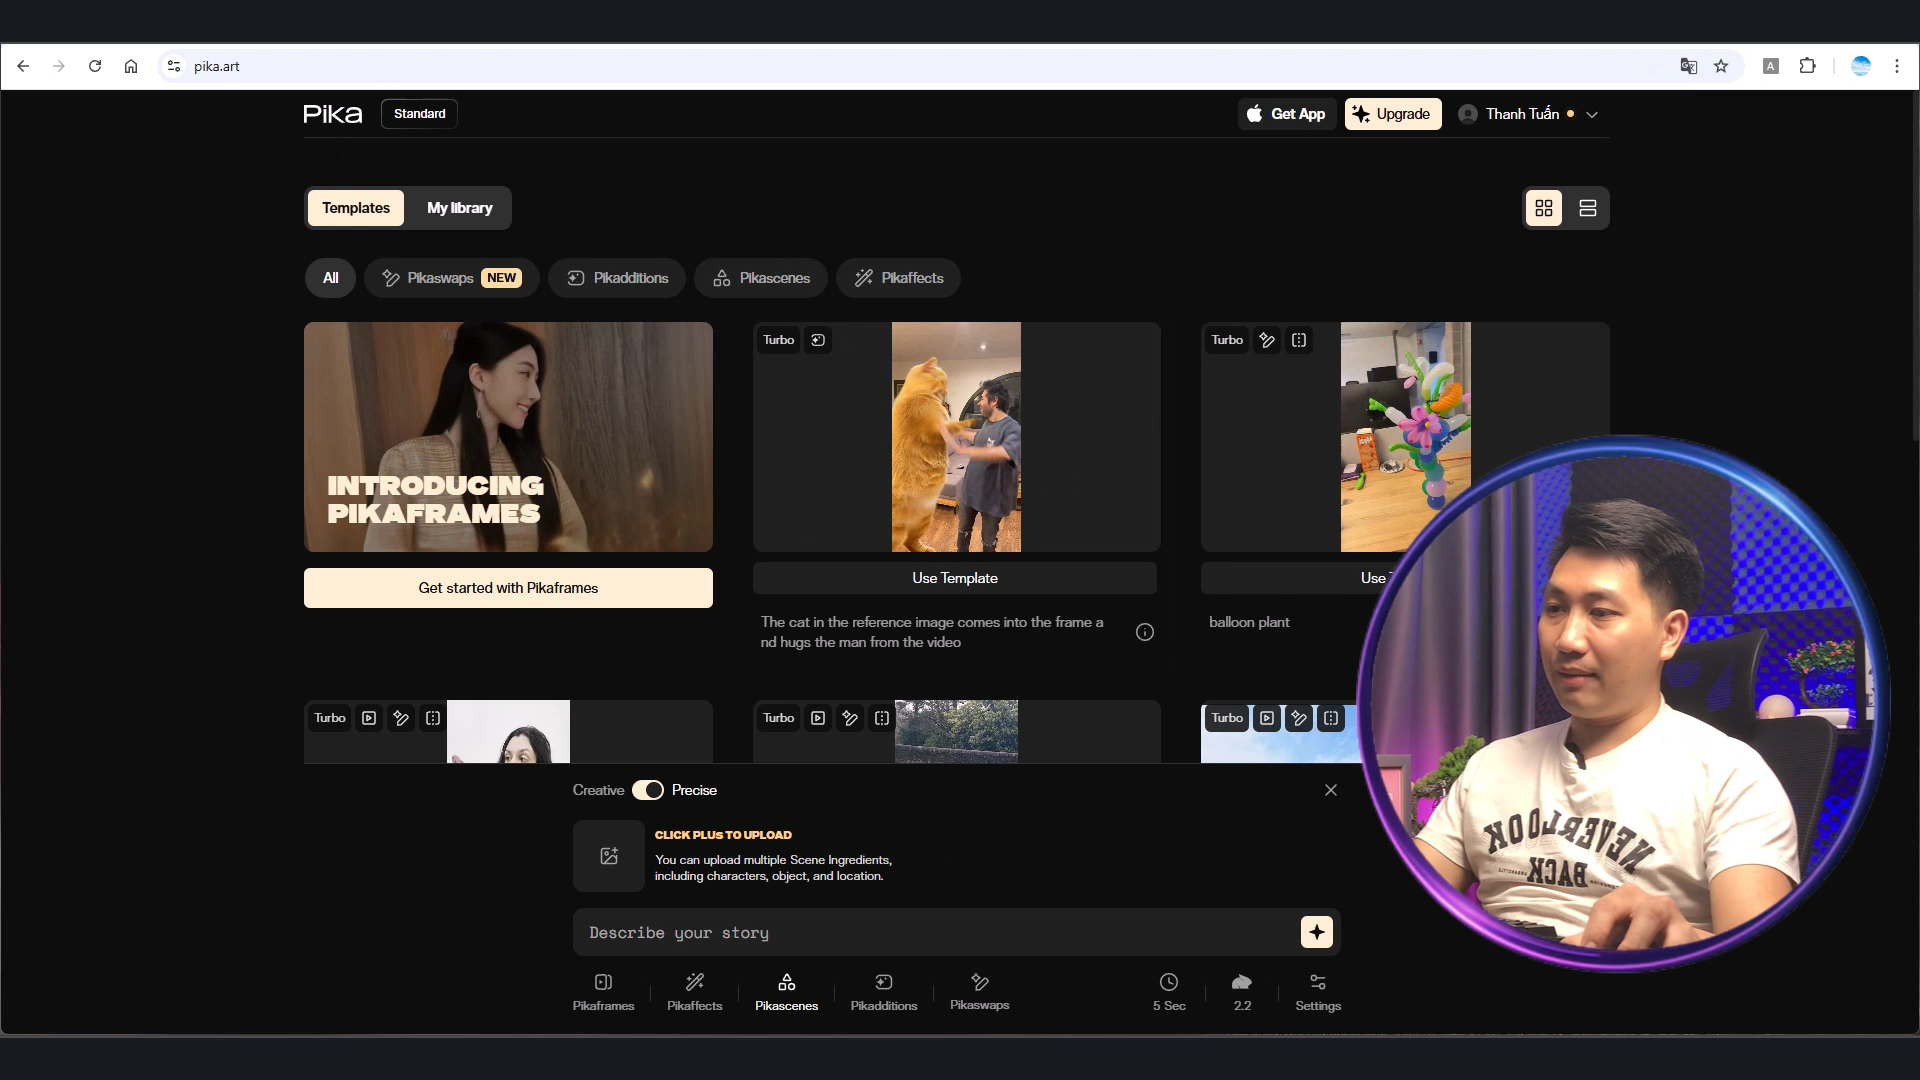 pika.art
Pika
Standard
Get App
Upgrade
Thanh Tuấn
Templates
My library
All
Pikaswaps
NEW
Pikadditions
Pikascenes
Pikaffects
INTRODUCING
PIKAFRAMES
Get started with Pikaframes
Turbo
Use Template
The cat in the reference image comes into the frame a
nd hugs the man from the video
Turbo
Use
balloon plant
Turbo
Turbo
Turbo
Creative
Precise
CLICK PLUS TO UPLOAD
You can upload multiple Scene Ingredients,
including characters, object, and location.
Describe your story
Pikaframes
Pikaffects
Pikascenes
Pikadditions
Pikaswaps
5 Sec
2.2
Settings
NEVERLOOK
BACK